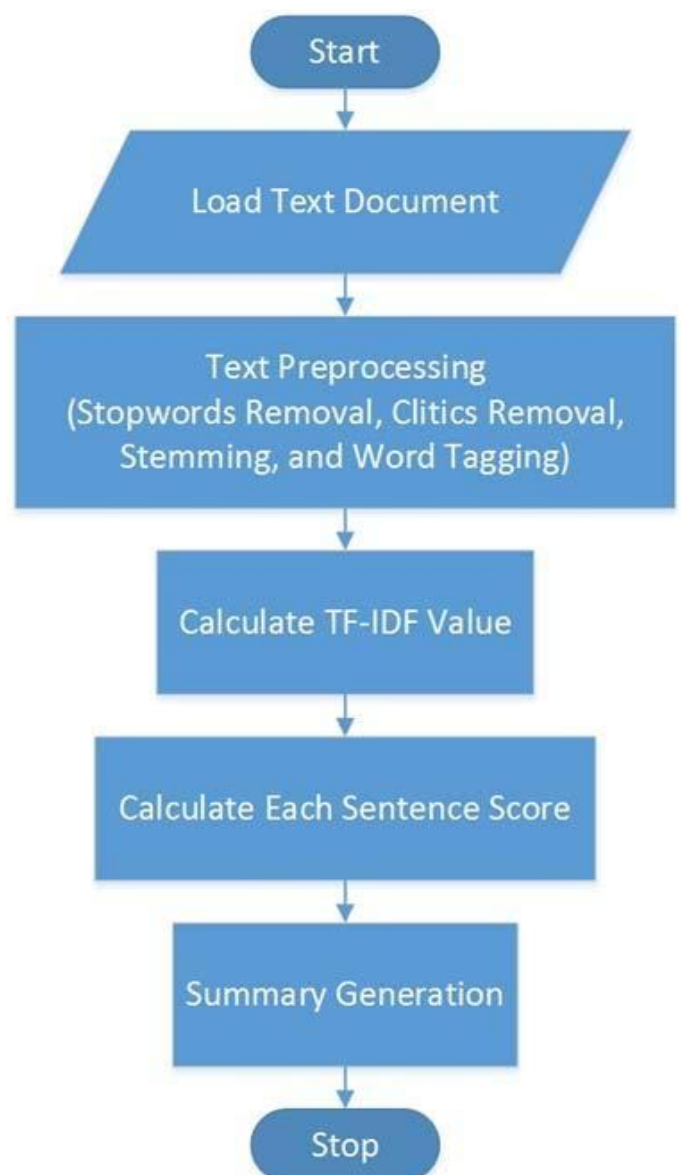 Start
Load Text Document
Text Preprocessing
(Stopwords Removal, Clitics Removal,
Stemming, and Word Tagging)
Calculate TF-IDF Value
Calculate Each Sentence Score
Summary Generation
Stop